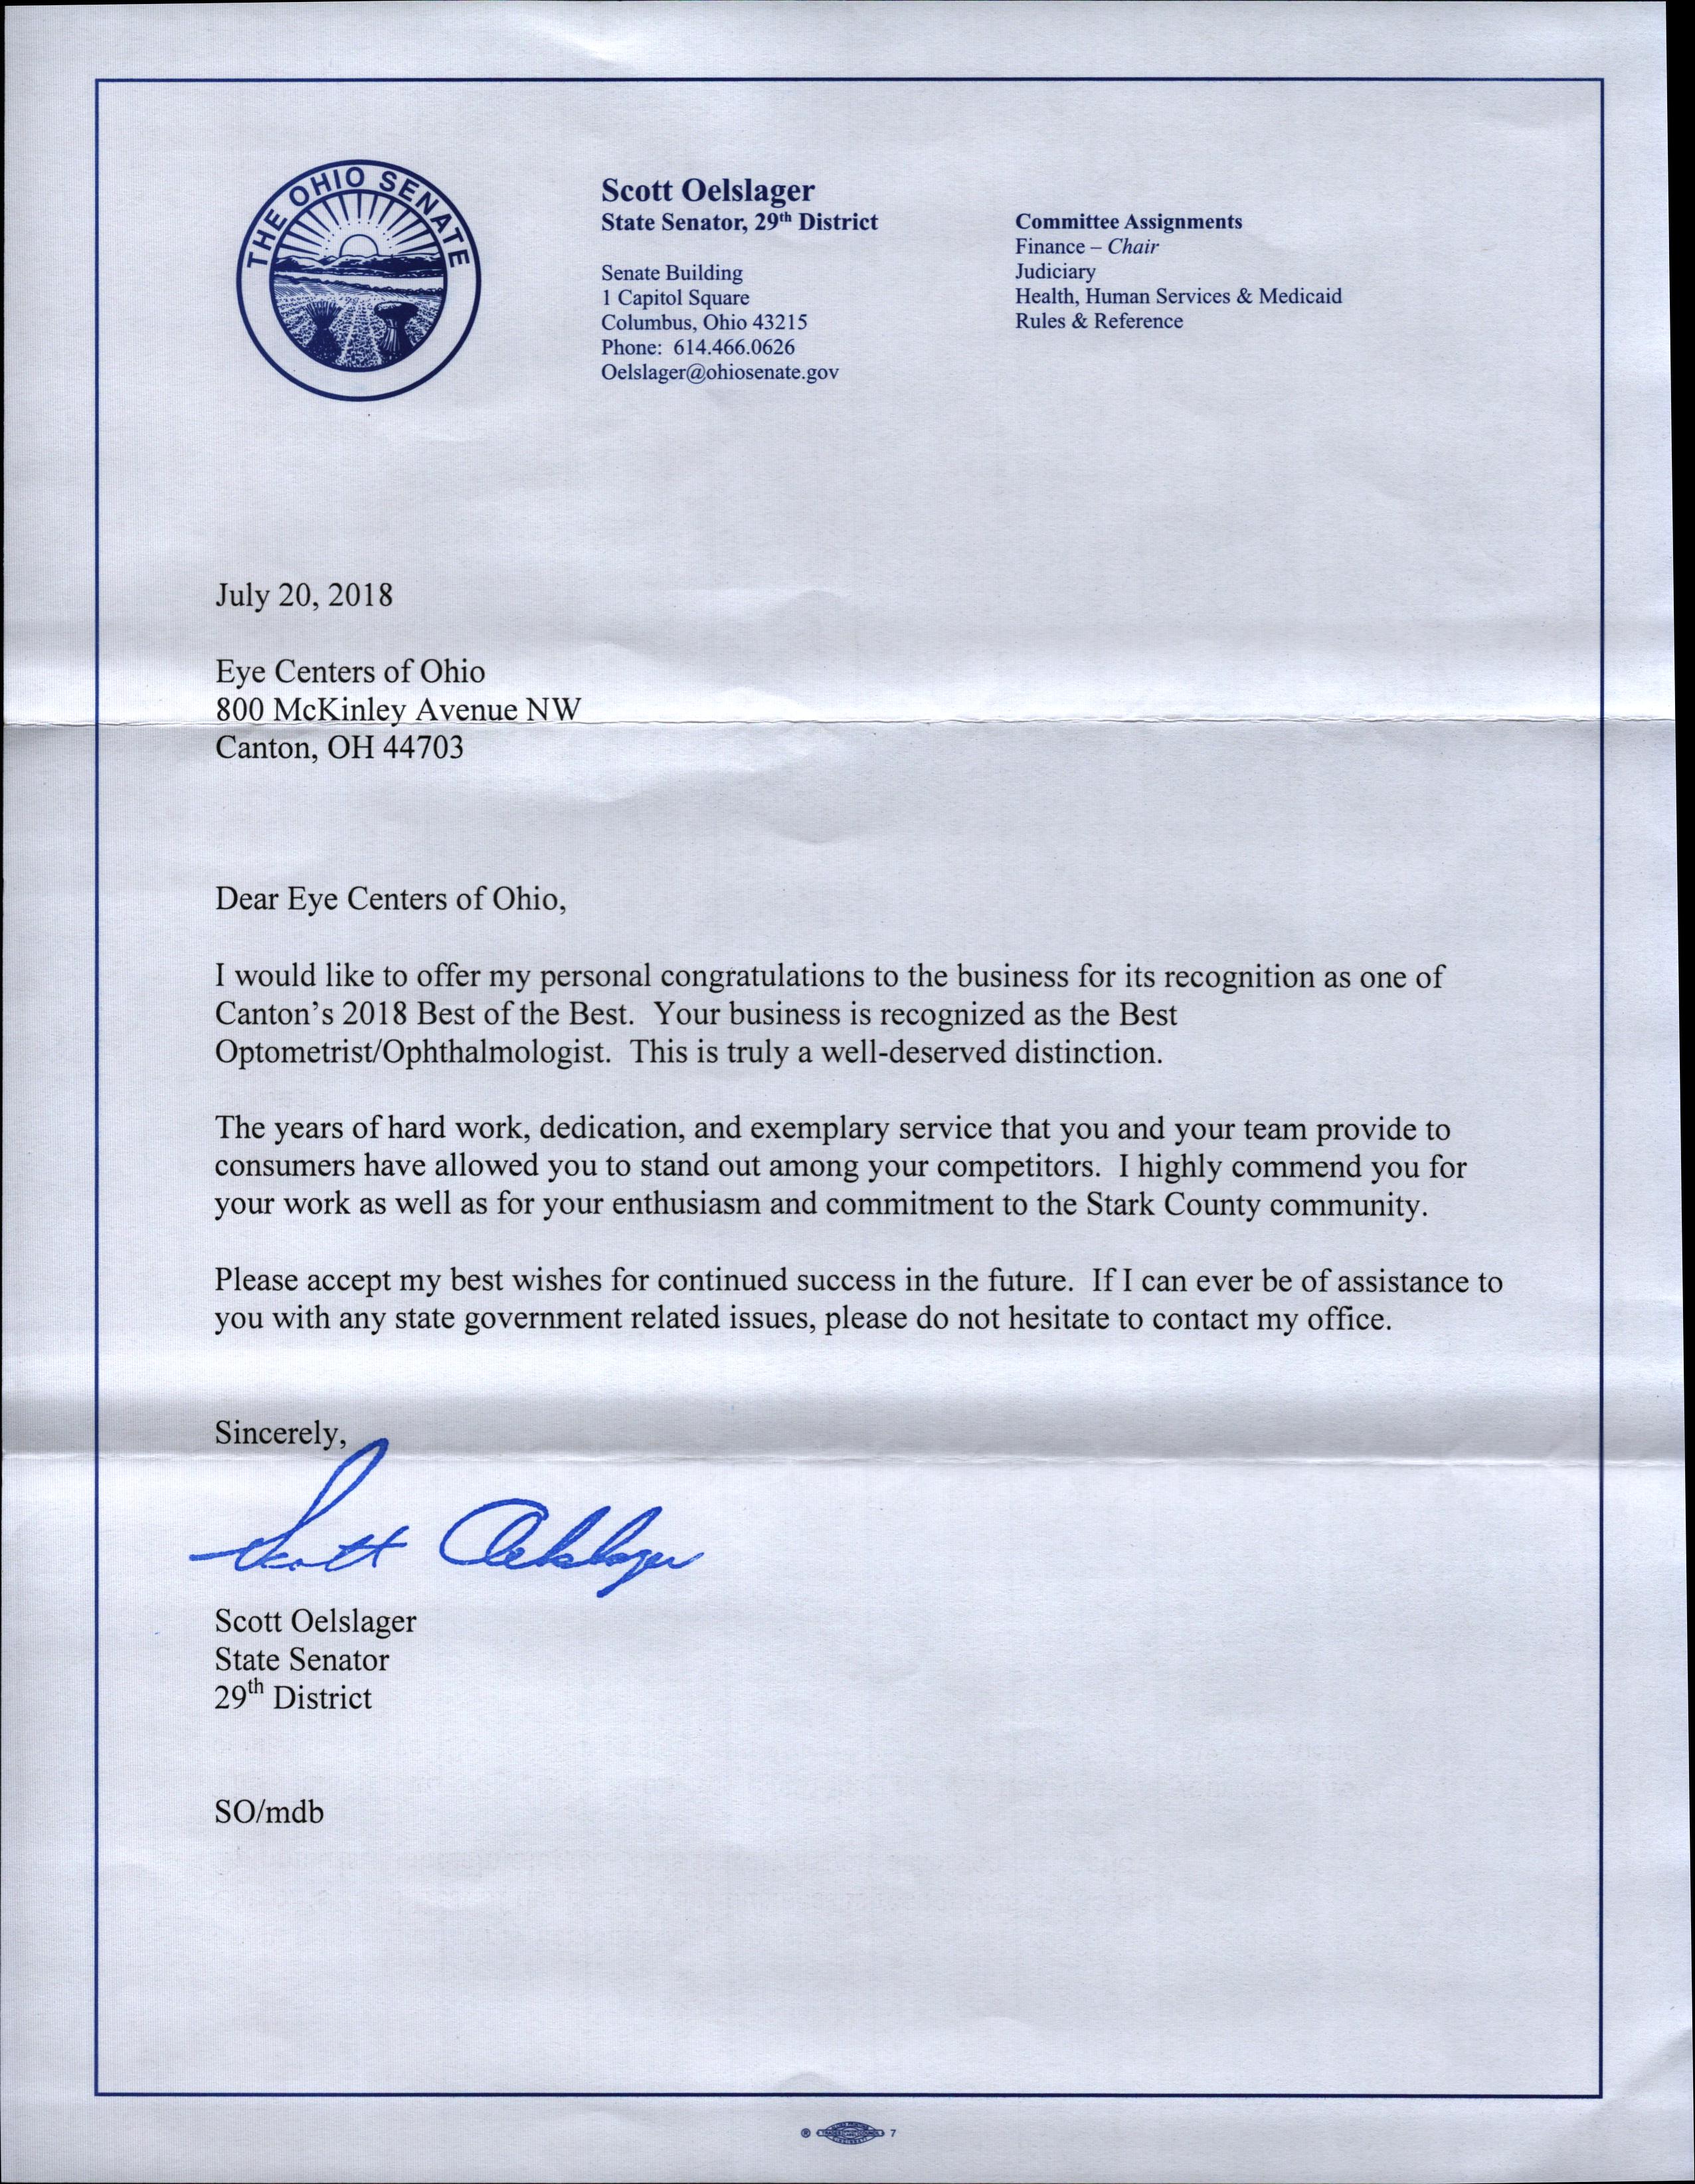 THE OHIO SENATE
Scott Oelslager
State Senator, 29th District
Senate Building
1 Capitol Square
Columbus, Ohio 43215
Phone: 614.466.0626
Oelslager@ohiosenate.gov
Committee Assignments
Finance – Chair
Judiciary
Health, Human Services & Medicaid
Rules & Reference
July 20, 2018
Eye Centers of Ohio
800 McKinley Avenue NW
Canton, OH 44703
Dear Eye Centers of Ohio,
I would like to offer my personal congratulations to the business for its recognition as one of
Canton’s 2018 Best of the Best. Your business is recognized as the Best
Optometrist/Ophthalmologist. This is truly a well-deserved distinction.
The years of hard work, dedication, and exemplary service that you and your team provide to
consumers have allowed you to stand out among your competitors. I highly commend you for
your work as well as for your enthusiasm and commitment to the Stark County community.
Please accept my best wishes for continued success in the future. If I can ever be of assistance to
you with any state government related issues, please do not hesitate to contact my office.
Sincerely,
Scott Oelslager
Scott Oelslager
State Senator
29th District
SO/mdb
® 7